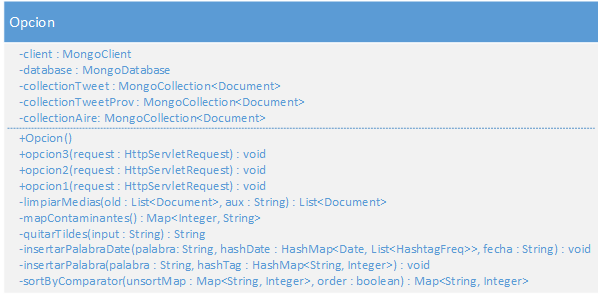 Opcion
-client : MongoClient
-database : MongoDatabase
-collectionTweet : MongoCollection<Document>
-collectionTweetProv : MongoCollection<Document>
-collectionAire: MongoCollection<Document>
+Opcion()
+opcion3(request : HttpServletRequest) : void
+opcion2(request : HttpServletRequest) : void
+opcion1(request : HttpServletRequest) : void
-limpiarMedias(old : List<Document>, aux : String) : List<Document>
-mapContaminantes() : Map<Integer, String>
-quitarTildes(input : String) : String
-insertarPalabraDate(palabra: String, hashDate : HashMap<Date, List<HashtagFreq>>, fecha : String) : void
-insertarPalabra(palabra : String, hashTag : HashMap<String, Integer>) : void
-sortByComparator(unsortMap : Map<String, Integer>, order : boolean) : Map<String, Integer>